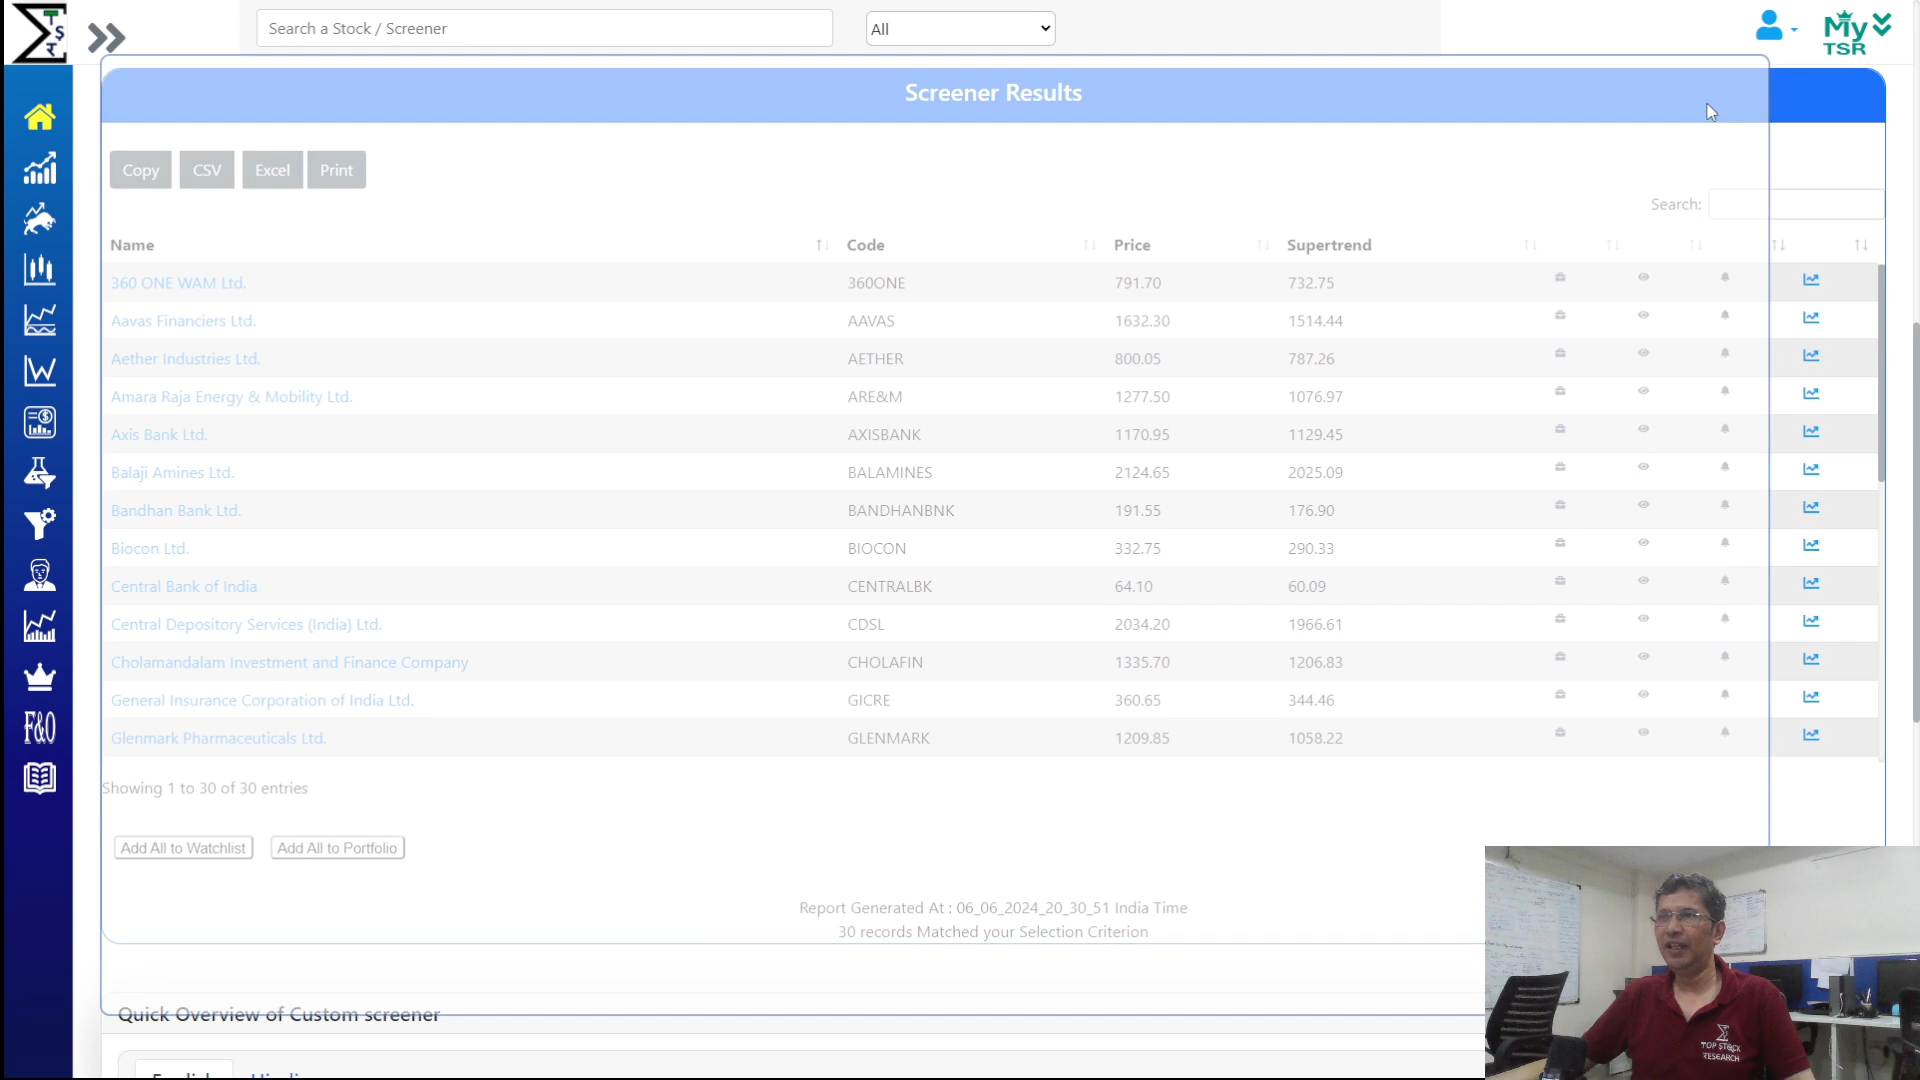 T
$
₹
Search a Stock / Screener
All
My
TSR
Screener Results
Copy CSV Excel Print
Search:
Name Code Price Supertrend
360 ONE WAM Ltd. 360ONE 791.70 732.75
Aavas Financiers Ltd. AAVAS 1632.30 1514.44
Aether Industries Ltd. AETHER 800.05 787.26
Amara Raja Energy & Mobility Ltd. ARE&M 1277.50 1076.97
Axis Bank Ltd. AXISBANK 1170.95 1129.45
Balaji Amines Ltd. BALAMINES 2124.65 2025.09
Bandhan Bank Ltd. BANDHANBNK 191.55 176.90
Biocon Ltd. BIOCON 332.75 290.33
Central Bank of India CENTRALBK 64.10 60.09
Central Depository Services (India) Ltd. CDSL 2034.20 1966.61
Cholamandalam Investment and Finance Company CHOLAFIN 1335.70 1206.83
General Insurance Corporation of India Ltd. GICRE 360.65 344.46
Glenmark Pharmaceuticals Ltd. GLENMARK 1209.85 1058.22
F&O
Showing 1 to 30 of 30 entries
Add All to Watchlist Add All to Portfolio
Report Generated At : 06_06_2024_20_30_51 India Time
30 records Matched your Selection Criterion
Quick Overview of Custom screener
English Hindi
TOP STOCK
RESEARCH